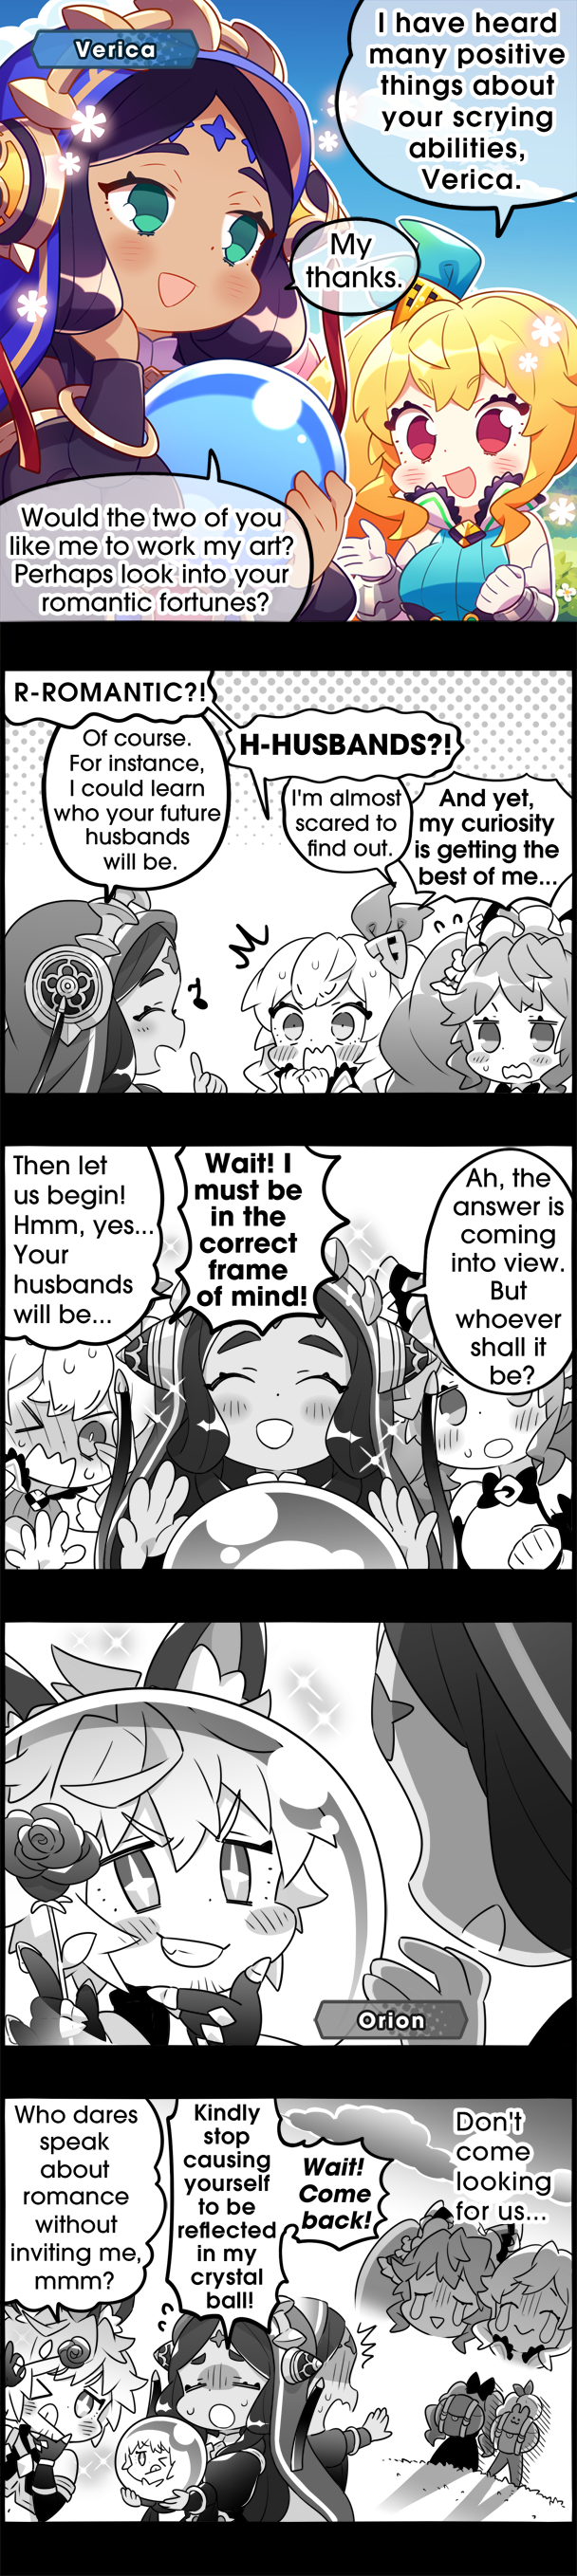 Verica
I have heard
many positive
things about
your scrying
abilities,
Verica.
My
thanks.
Would the two of you
like me to work my art?
Perhaps look into your
romantic fortunes?
R-ROMANTIC?!
H-HUSBANDS?!
Of course.
For instance,
I could learn
who your future
husbands
will be.
I'm almost
scared to
find out.
And yet,
my curiosity
is getting the
best of me...
Then let
us begin!
Hmm, yes...
Your
husbands
will be...
Wait! I
must be
in the
correct
frame
of mind!
Ah, the
answer is
coming
into view.
But
whoever
shall it
be?
Orion
Who dares
speak
about
romance
without
inviting me,
mmm?
Kindly
stop
causing
yourself
to be
reflected
in my
crystal
ball!
Wait!
Come
back!
Don't
come
looking
for us...